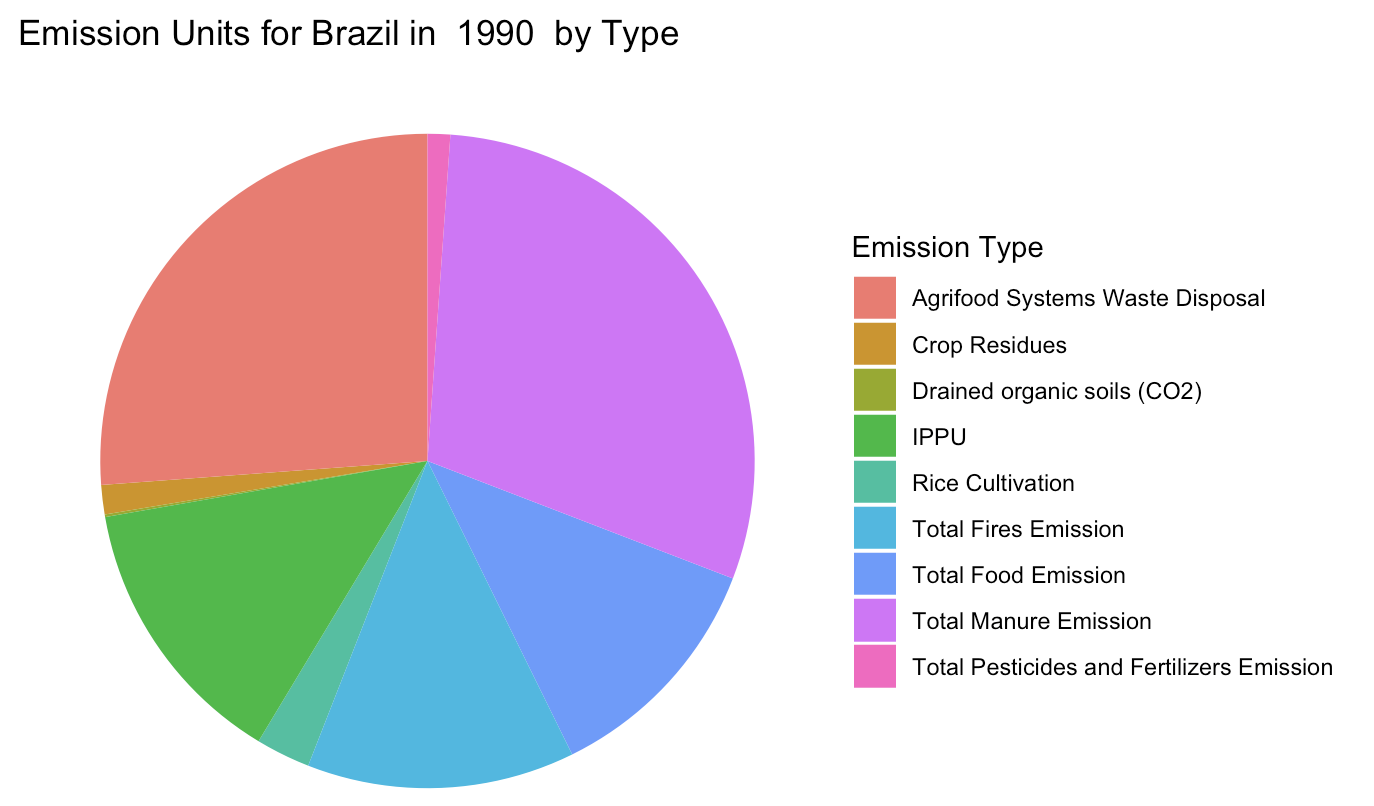 Emission Units for Brazil in  1990  by Type
Emission Type
Agrifood Systems Waste Disposal
Crop Residues
Drained organic soils (CO2)
IPPU
Rice Cultivation
Total Fires Emission
Total Food Emission
Total Manure Emission
Total Pesticides and Fertilizers Emission